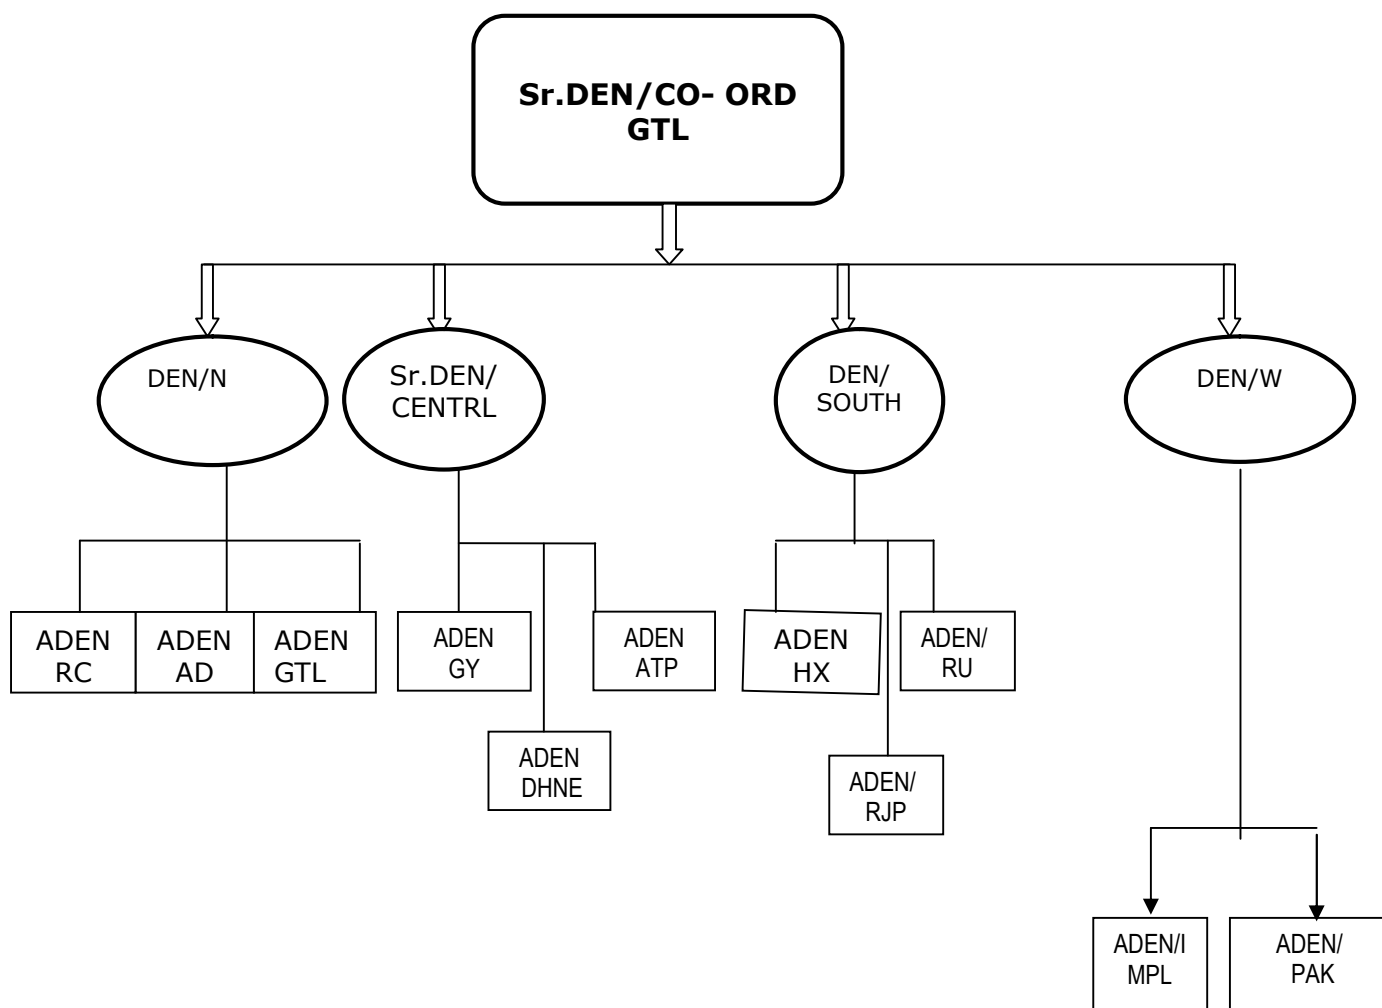 Sr.DEN/CO- ORD
GTL
DEN/N
Sr.DEN/
CENTRL
DEN/
SOUTH
DEN/W
ADEN
RC
ADEN
AD
ADEN
GTL
ADEN
GY
ADEN
ATP
ADEN
HX
ADEN/
RU
ADEN
DHNE
ADEN/
RJP
ADEN/I
MPL
ADEN/
PAK